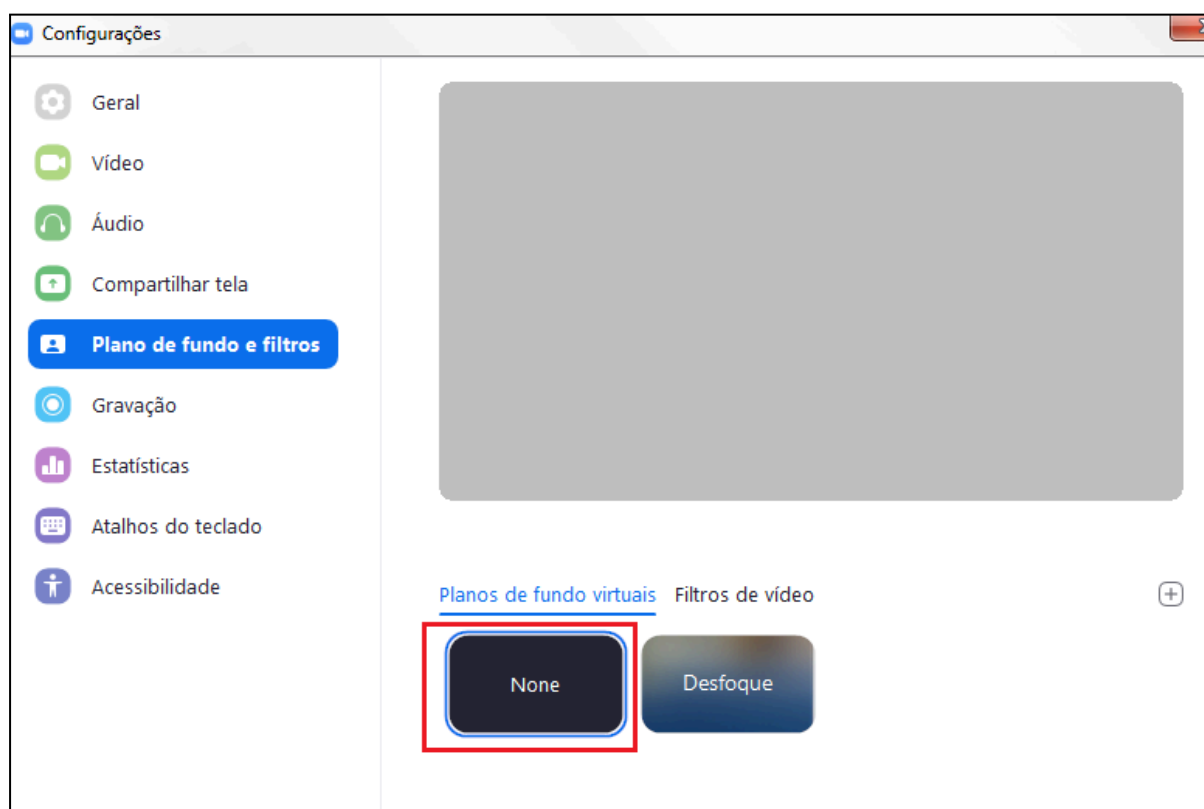 Configurações
Geral
Vídeo
Áudio
Compartilhar tela
Plano de fundo e filtros
Gravação
Estatísticas
Atalhos do teclado
Acessibilidade
Planos de fundo virtuais Filtros de vídeo
None Desfoque